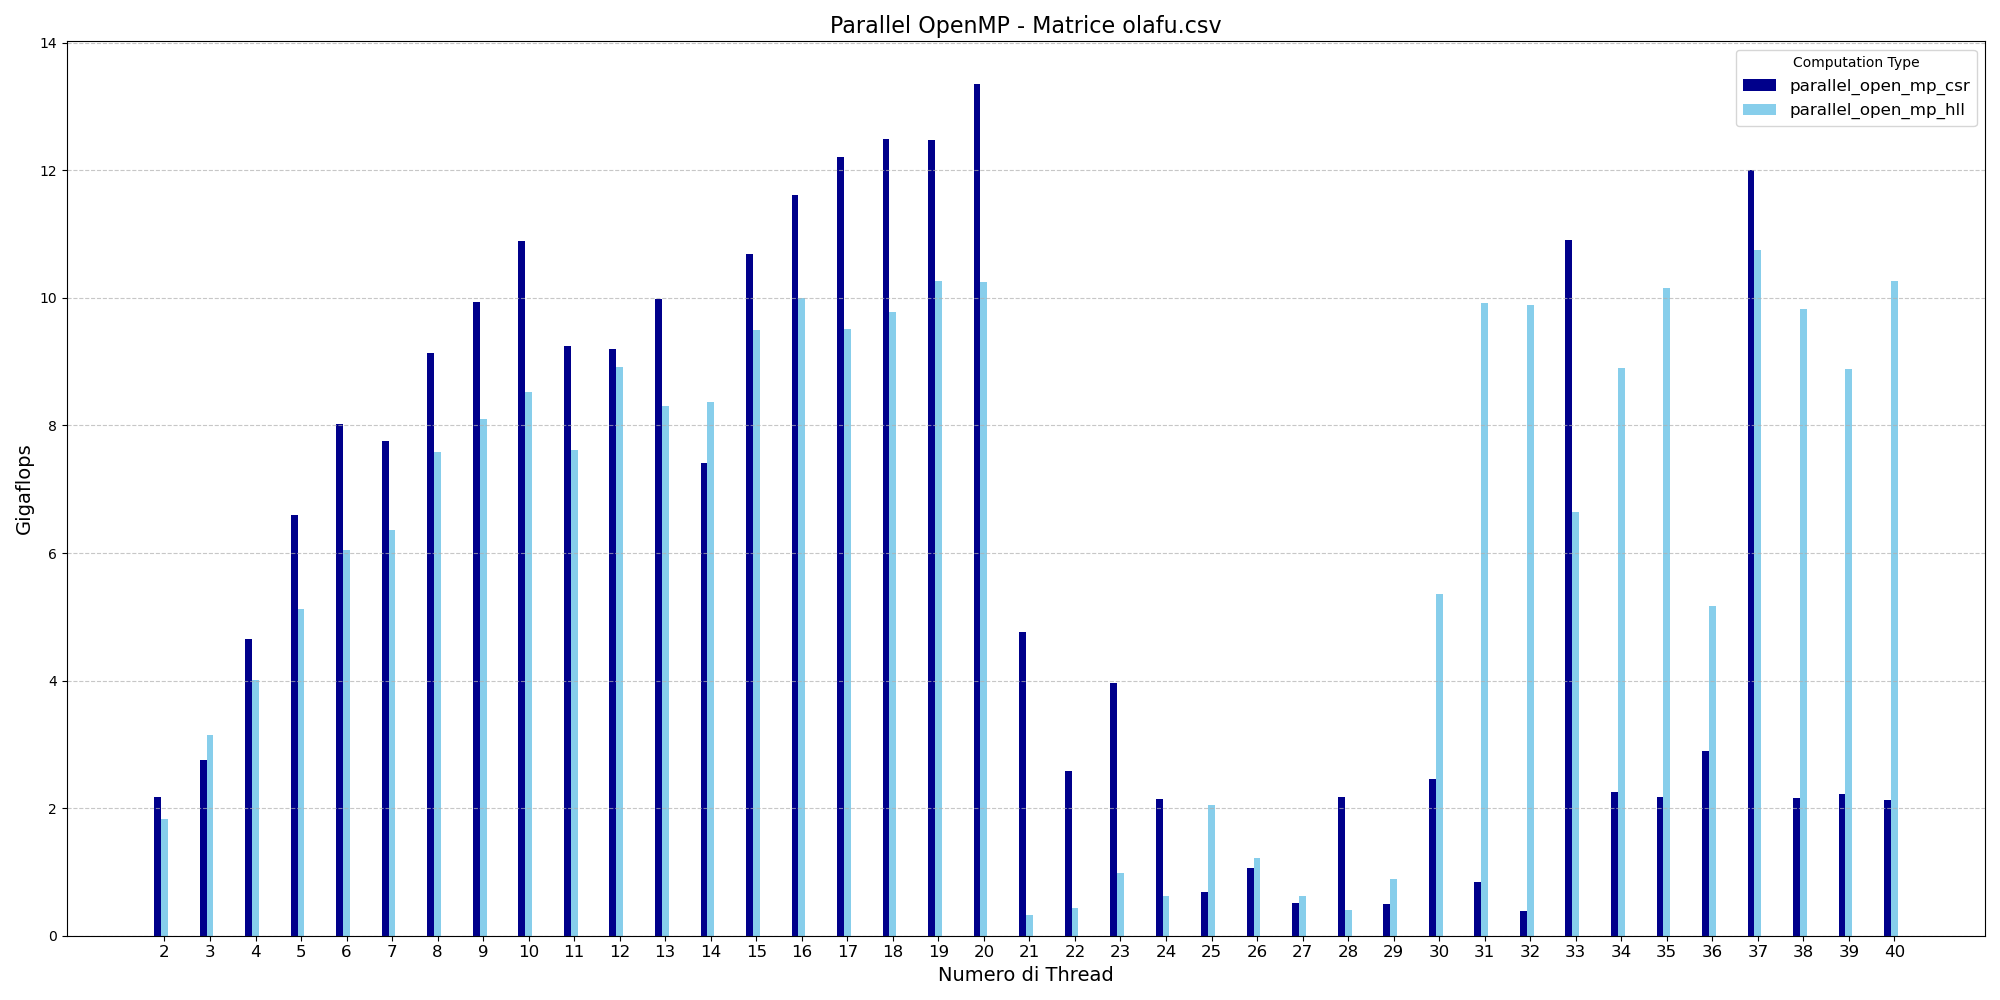 Parallel OpenMP - Matrice olafu.csv
Computation Type
parallel_open_mp_csr
parallel_open_mp_hll
Gigaflops
14
12
10
8
6
4
2
0
2 3 4 5 6 7 8 9 10 11 12 13 14 15 16 17 18 19 20 21 22 23 24 25 26 27 28 29 30 31 32 33 34 35 36 37 38 39 40
Numero di Thread